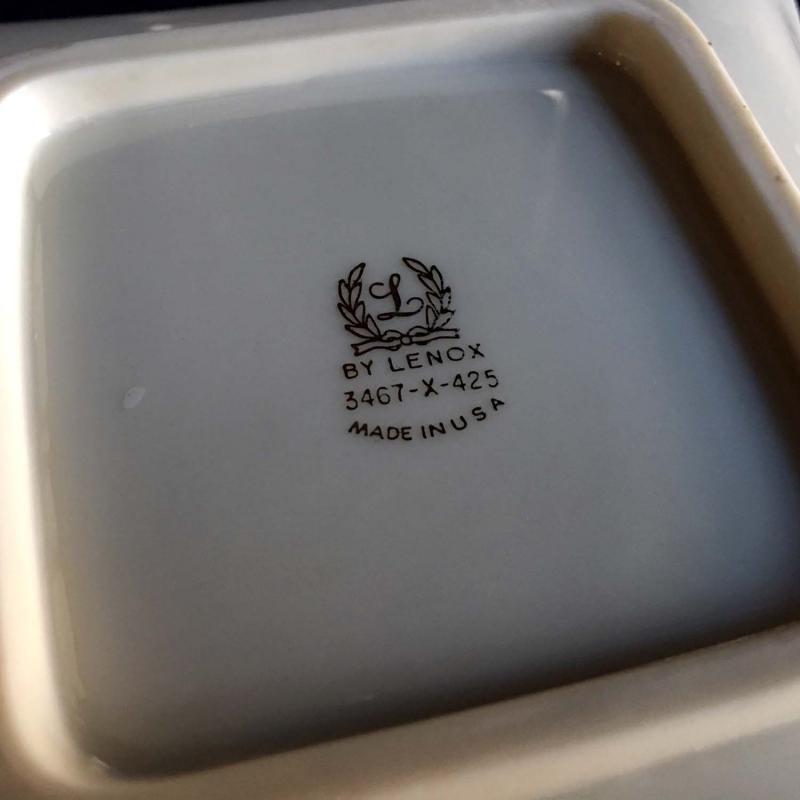 L
BY LENOX
3467-X-425
MADE IN USA